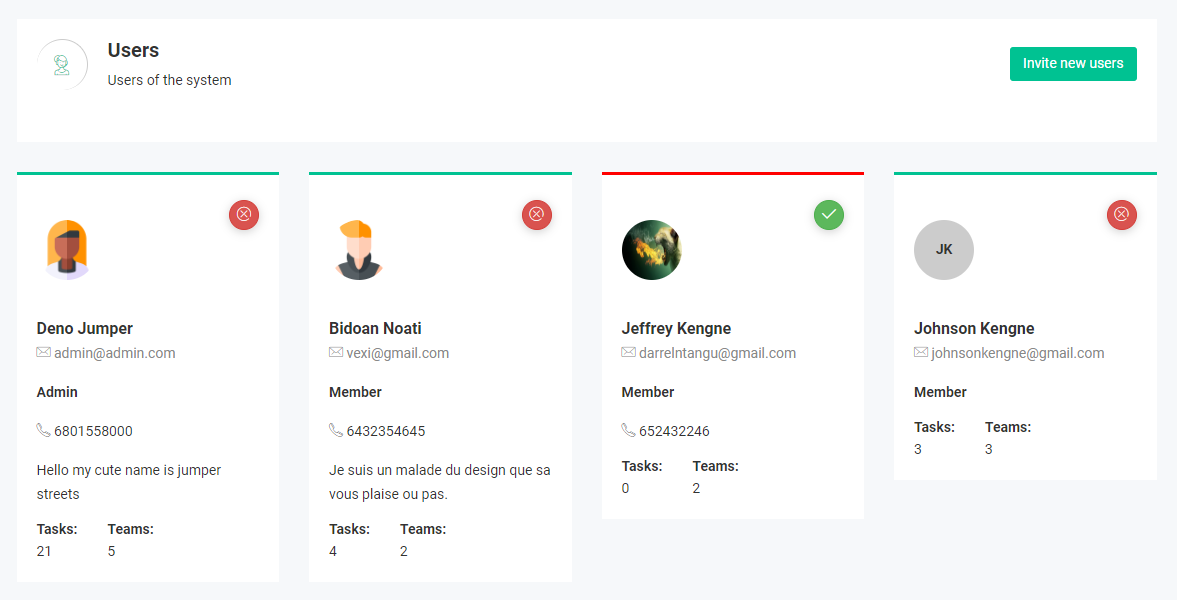 Users
Users of the system
Invite new users
Deno Jumper
admin@admin.com
Admin
6801558000
Hello my cute name is jumper
streets
Tasks: Teams:
21 5
Bidoan Noati
vexi@gmail.com
Member
6432354645
Je suis un malade du design que sa
vous plaise ou pas.
Tasks: Teams:
4 2
Jeffrey Kengne
darrelntangu@gmail.com
Member
652432246
Tasks: Teams:
0 2
JK
Johnson Kengne
johnsonkengne@gmail.com
Member
Tasks: Teams:
3 3